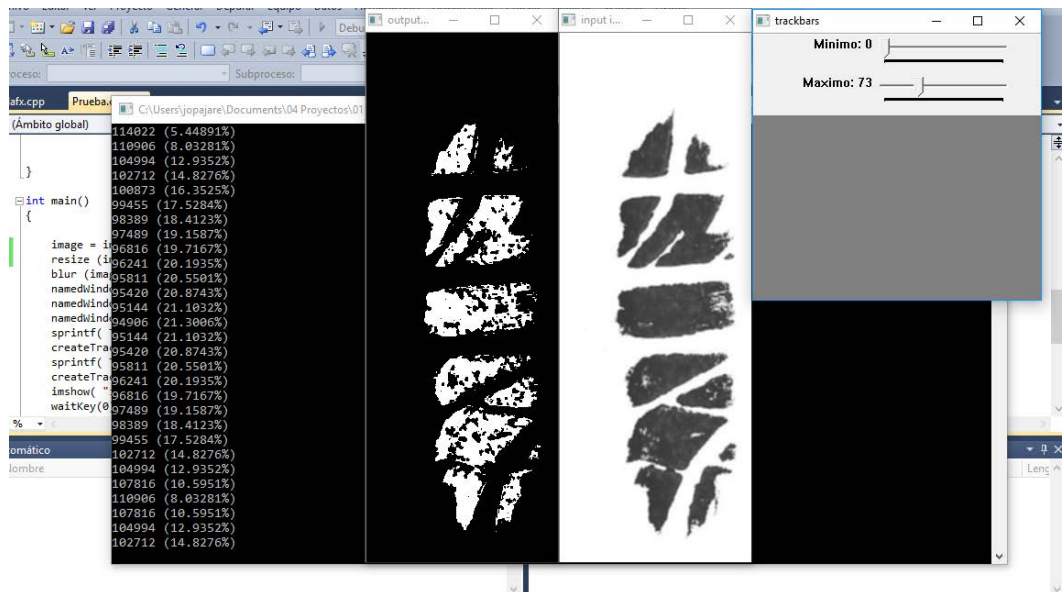 Debu
output...
input i...
trackbars
Minimo: 0
Maximo: 73
Subproceso:
Prueba.
afx.cpp
C:\Users\jopajare\Documents\04 Proyectos\01
(Ámbito global)
}
int main()
{
image = i
resize (i
blur (ima
namedWind
namedWind
namedWind
sprintf(
createTra
sprintf(
createTra
imshow( "
waitKey(0
114022 (5.44891%)
110906 (8.03281%)
104994 (12.9352%)
102712 (14.8276%)
100873 (16.3525%)
99455 (17.5284%)
98389 (18.4123%)
97489 (19.1587%)
96816 (19.7167%)
96241 (20.1935%)
95811 (20.5501%)
95420 (20.8743%)
95144 (21.1032%)
94906 (21.3006%)
95144 (21.1032%)
95420 (20.8743%)
95811 (20.5501%)
96241 (20.1935%)
96816 (19.7167%)
97489 (19.1587%)
98389 (18.4123%)
99455 (17.5284%)
102712 (14.8276%)
104994 (12.9352%)
107816 (10.5951%)
110906 (8.03281%)
107816 (10.5951%)
104994 (12.9352%)
102712 (14.8276%)
%
omático
Nombre
Leng